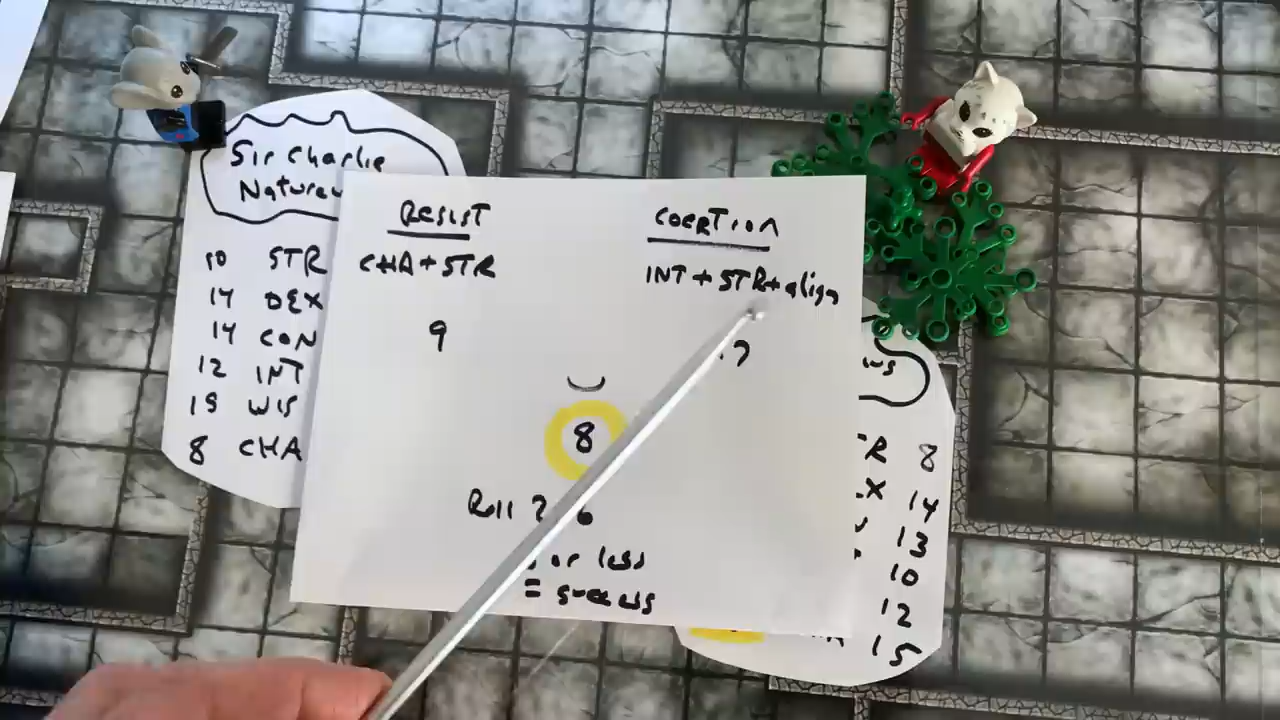 Sir Charlie
10 STR
14 DEX
14 CON
12 INT
15 WIS
8 CHA
RESIST
CHA + STR
9
COERTION
INT + STR + align
8
Roll
or less
= success
8
14
13
10
12
15